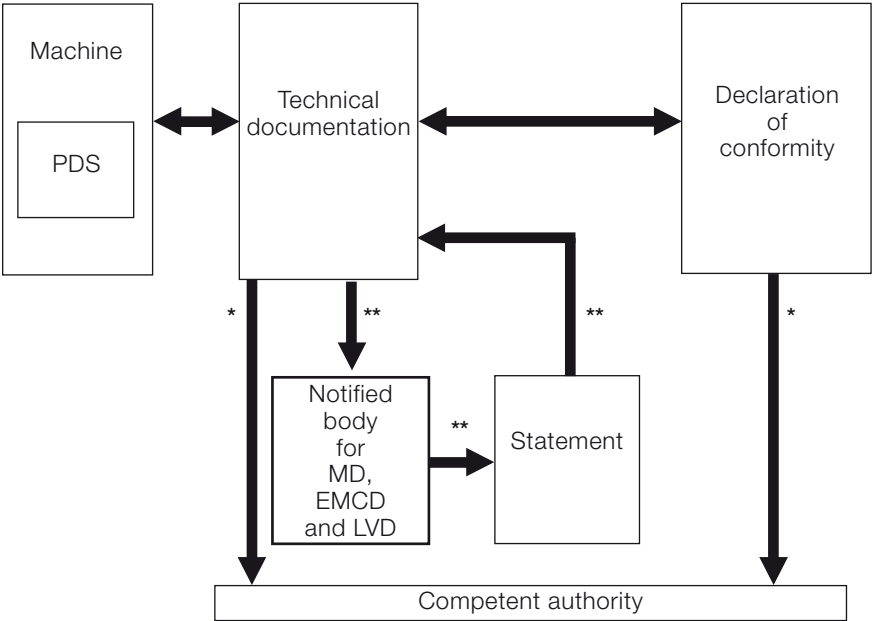 Machine
PDS
Technical
documentation
Declaration
of
conformity
*
**
**
*
Notified
body
for
MD,
EMCD
and LVD
**
Statement
Competent authority